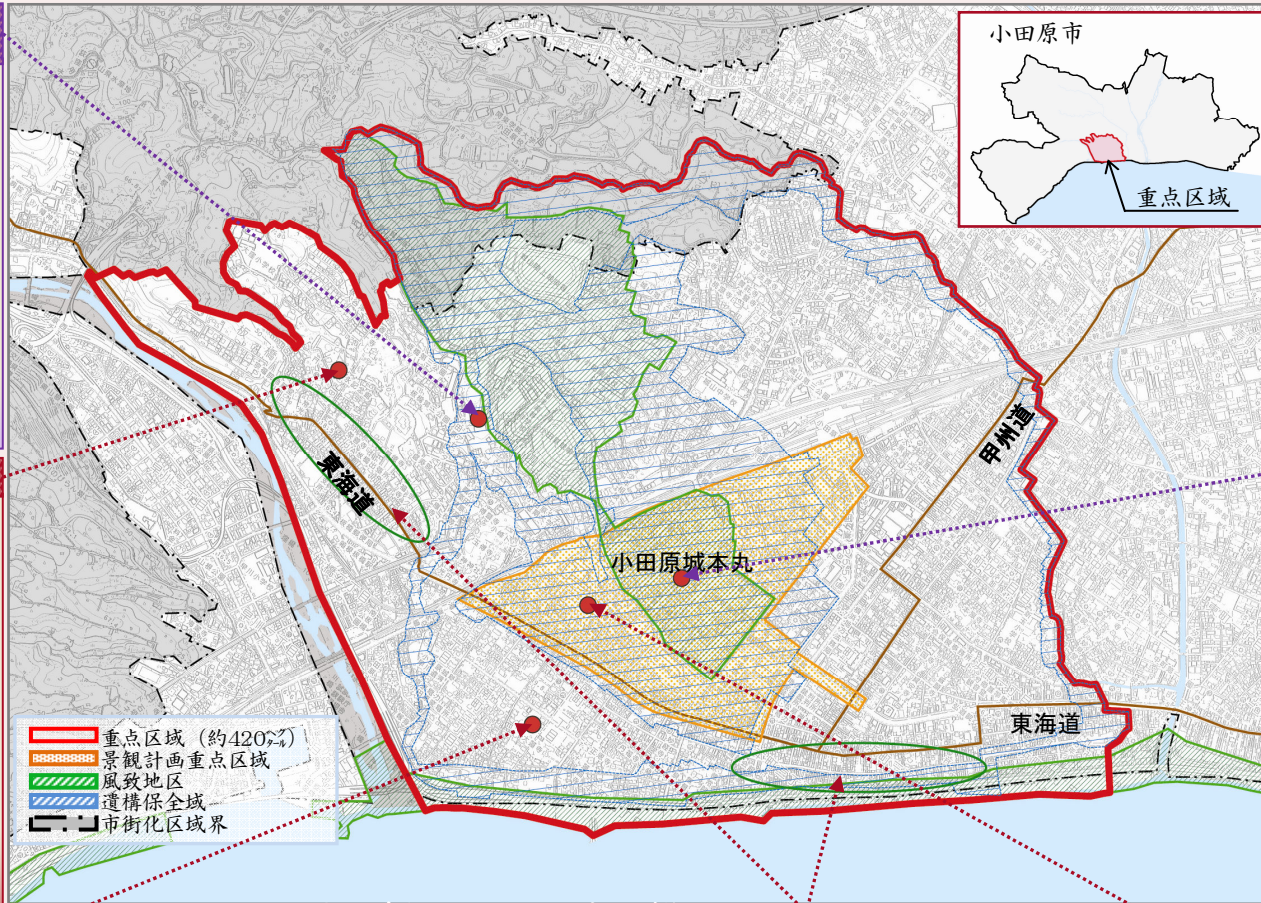 小田原市
重点区域
東海道
甲州道
小田原城本丸
東海道
重点区域（約420㌶）
景観計画重点区域
風致地区
遺構保全域
市街化区域界